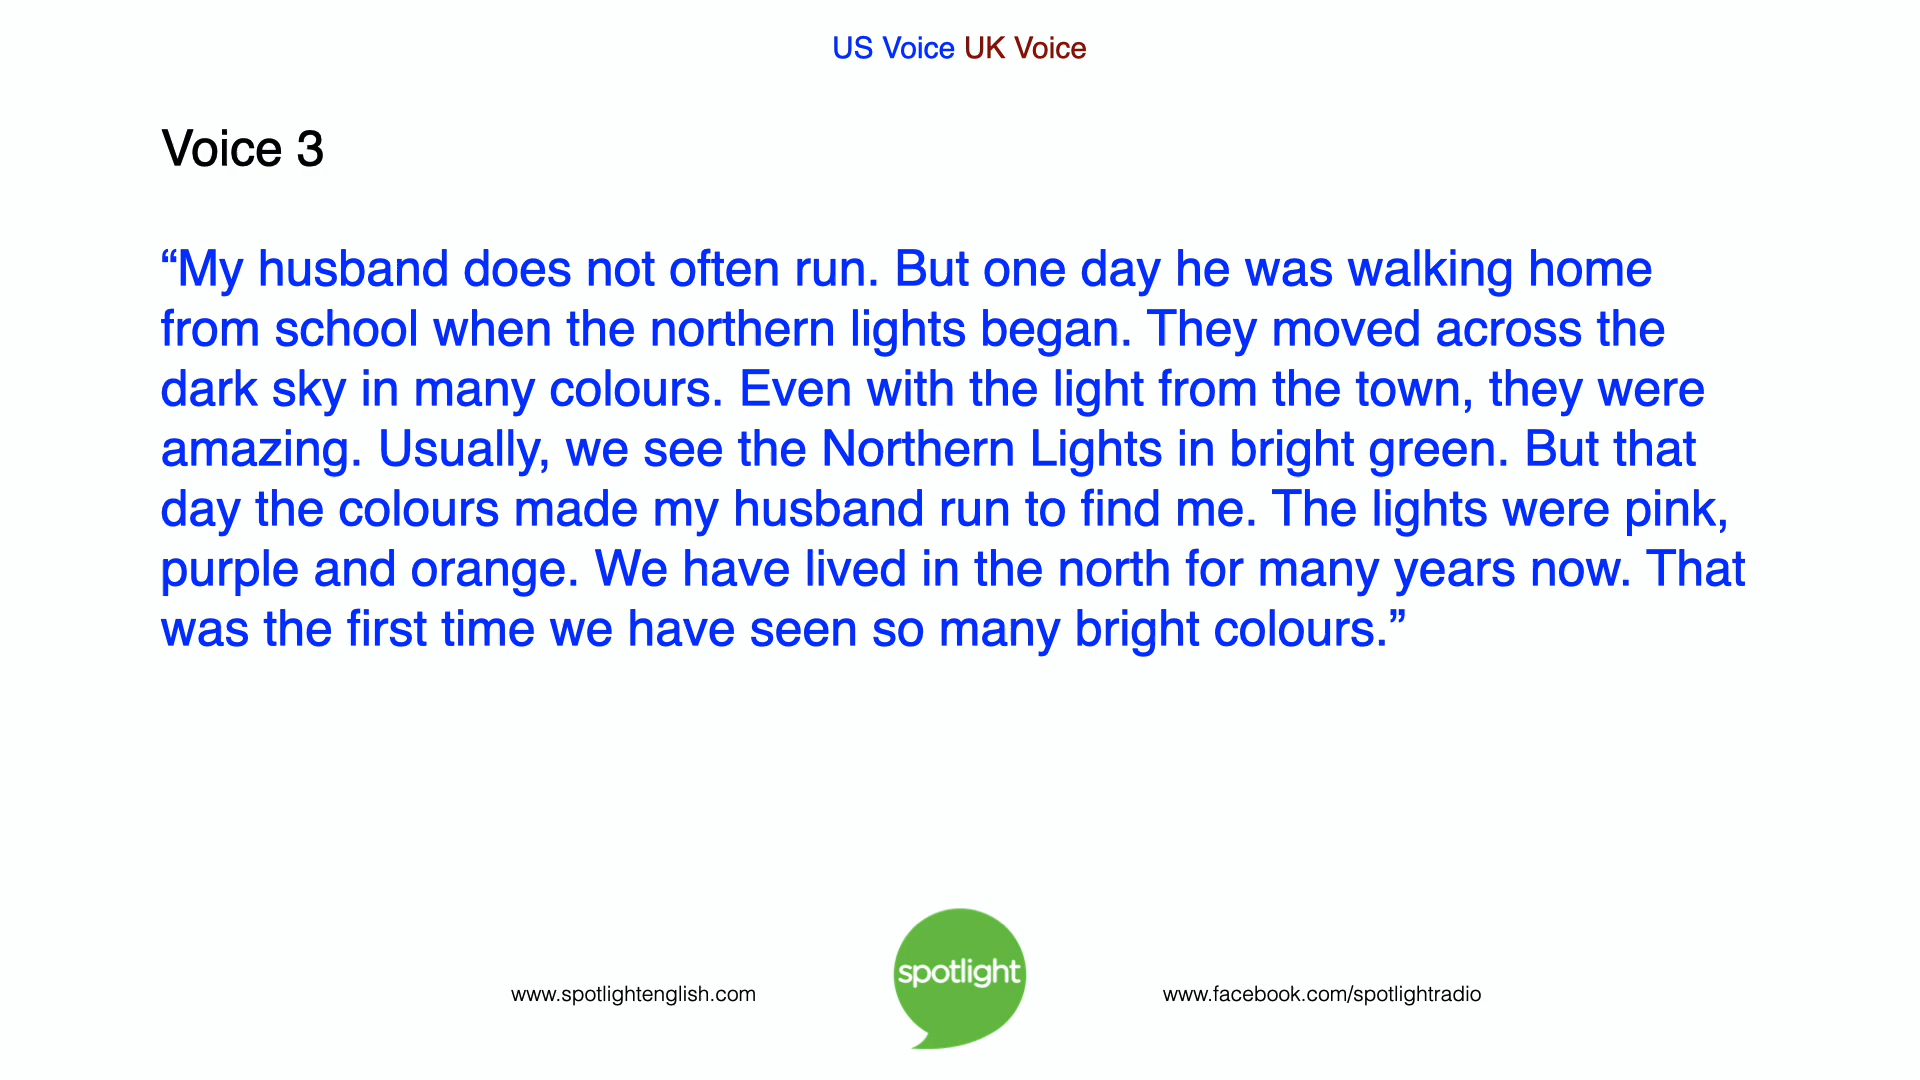 US Voice UK Voice
Voice 3
“My husband does not often run. But one day he was walking home
from school when the northern lights began. They moved across the
dark sky in many colours. Even with the light from the town, they were
amazing. Usually, we see the Northern Lights in bright green. But that
day the colours made my husband run to find me. The lights were pink,
purple and orange. We have lived in the north for many years now. That
was the first time we have seen so many bright colours.”
spotlight
www.spotlightenglish.com
www.facebook.com/spotlightradio